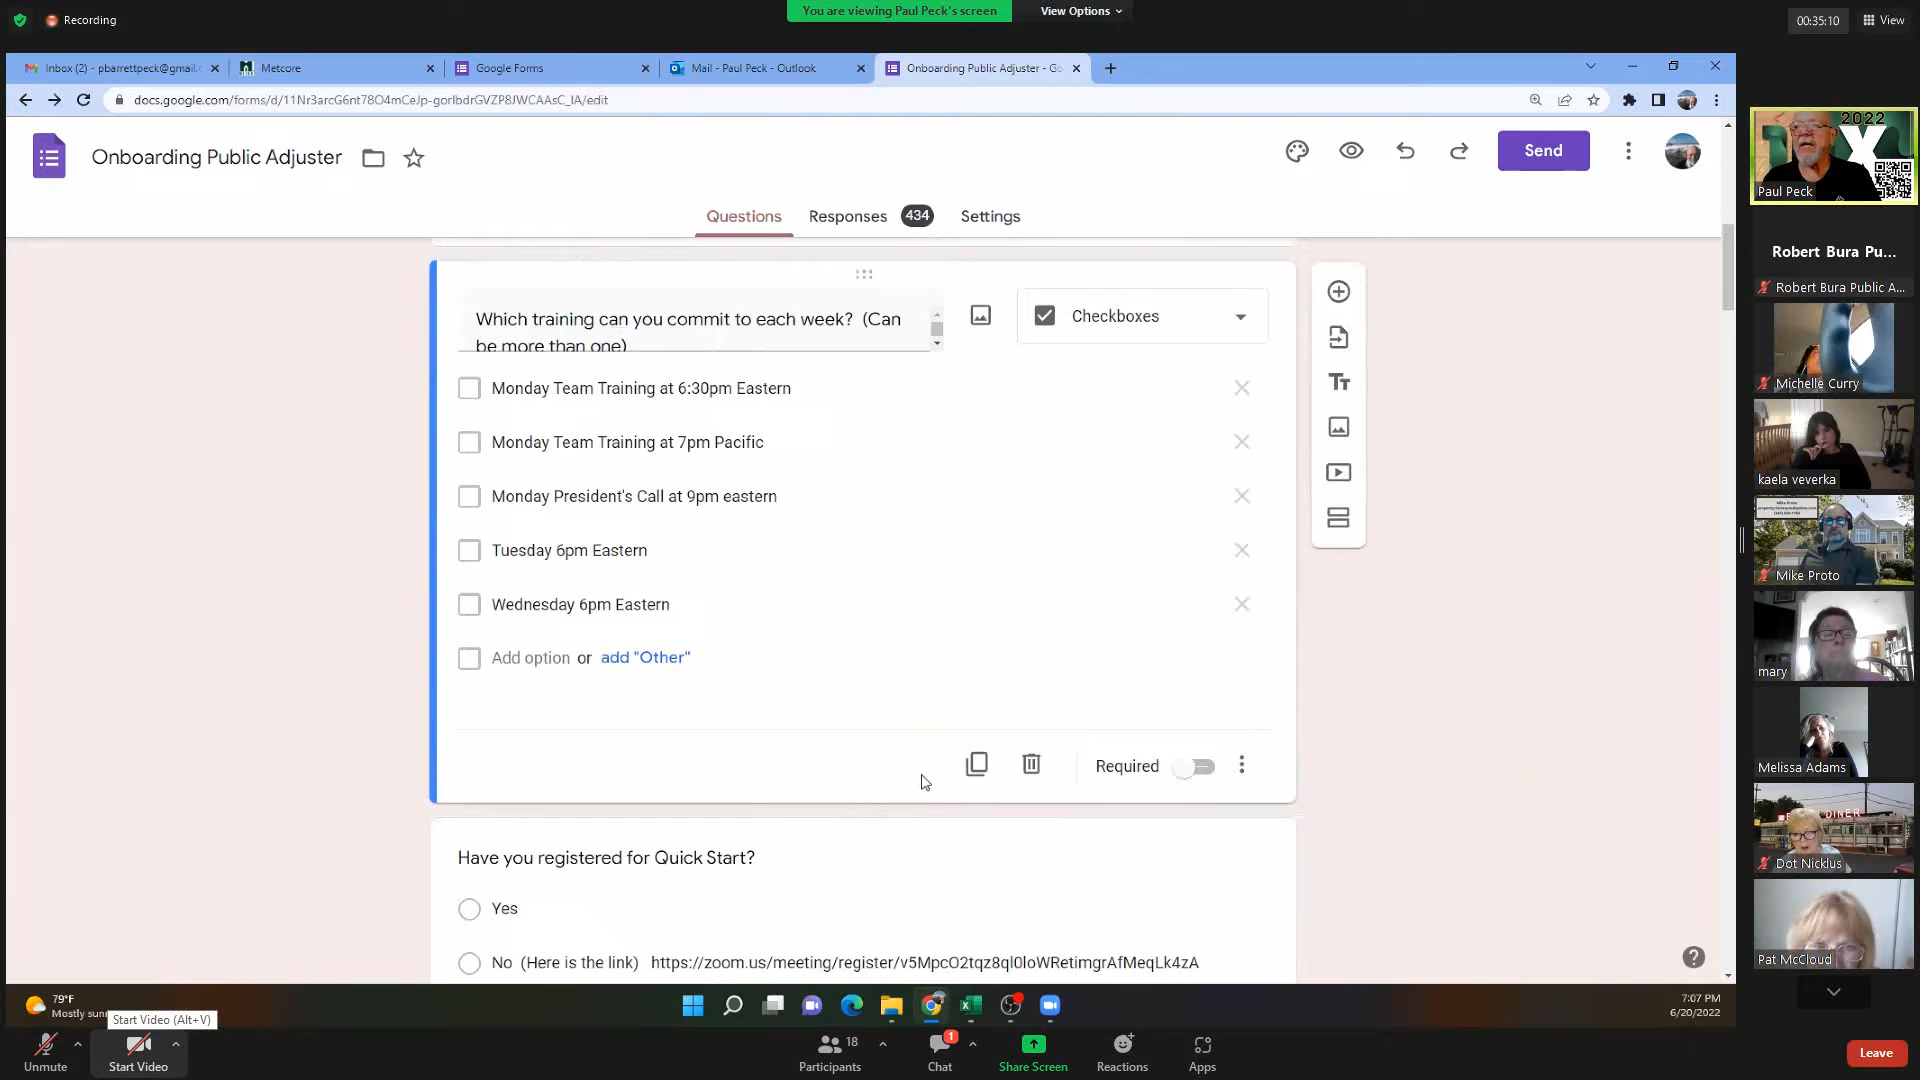 Recording
You are viewing Paul Peck's screen
View Options
00:35:10
View
Inbox (2) - pbarrettpeck@gmail.
Metcore
Google Forms
Mail - Paul Peck - Outlook
Onboarding Public Adjuster - Go
docs.google.com/forms/d/11Nr3arcG6nt78O4mCeJp-gorIbdrGVZP8JWCAAsC_IA/edit
Onboarding Public Adjuster
Send
Questions
Responses
434
Settings
Which training can you commit to each week? (Can
be more than one)
Checkboxes
Monday Team Training at 6:30pm Eastern
Monday Team Training at 7pm Pacific
Monday President's Call at 9pm eastern
Tuesday 6pm Eastern
Wednesday 6pm Eastern
Add option or add "Other"
Required
Have you registered for Quick Start?
Yes
No (Here is the link) https://zoom.us/meeting/register/v5MpcO2tqz8ql0loWRetimgrAfMeqLk4zA
2022
Paul Peck
Robert Bura Pu...
Robert Bura Public A...
Michelle Curry
kaela veverka
Mike Proto
mary
Melissa Adams
DINER
Dot Nicklus
Pat McCloud
79°F
Mostly sunn
Start Video (Alt+V)
7:07 PM
6/20/2022
Unmute
Start Video
18
Participants
1
Chat
Share Screen
Reactions
Apps
Leave